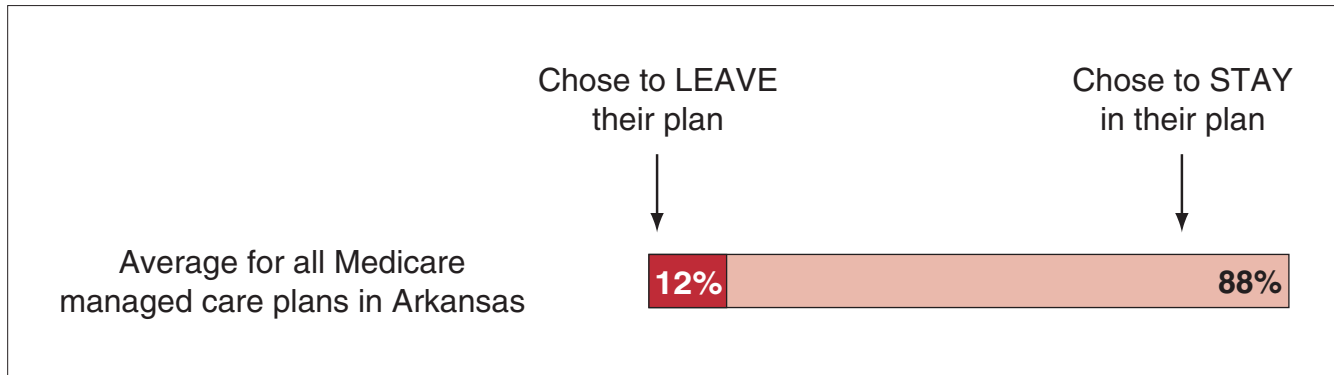 Chose to LEAVE
their plan
Chose to STAY
in their plan
Average for all Medicare
managed care plans in Arkansas
12%
88%